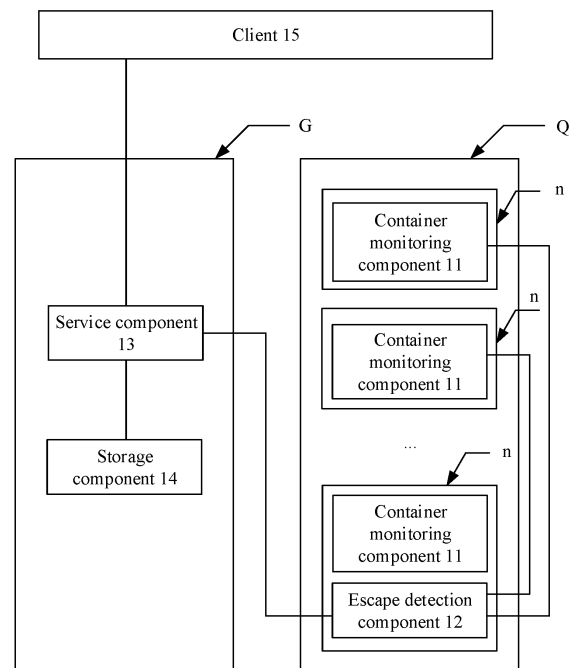 Client 15
G
Q
n
Container
monitoring
component 11
n
Service component
13
Container
monitoring
component 11
...
n
Storage
component 14
Container
monitoring
component 11
Escape detection
component 12